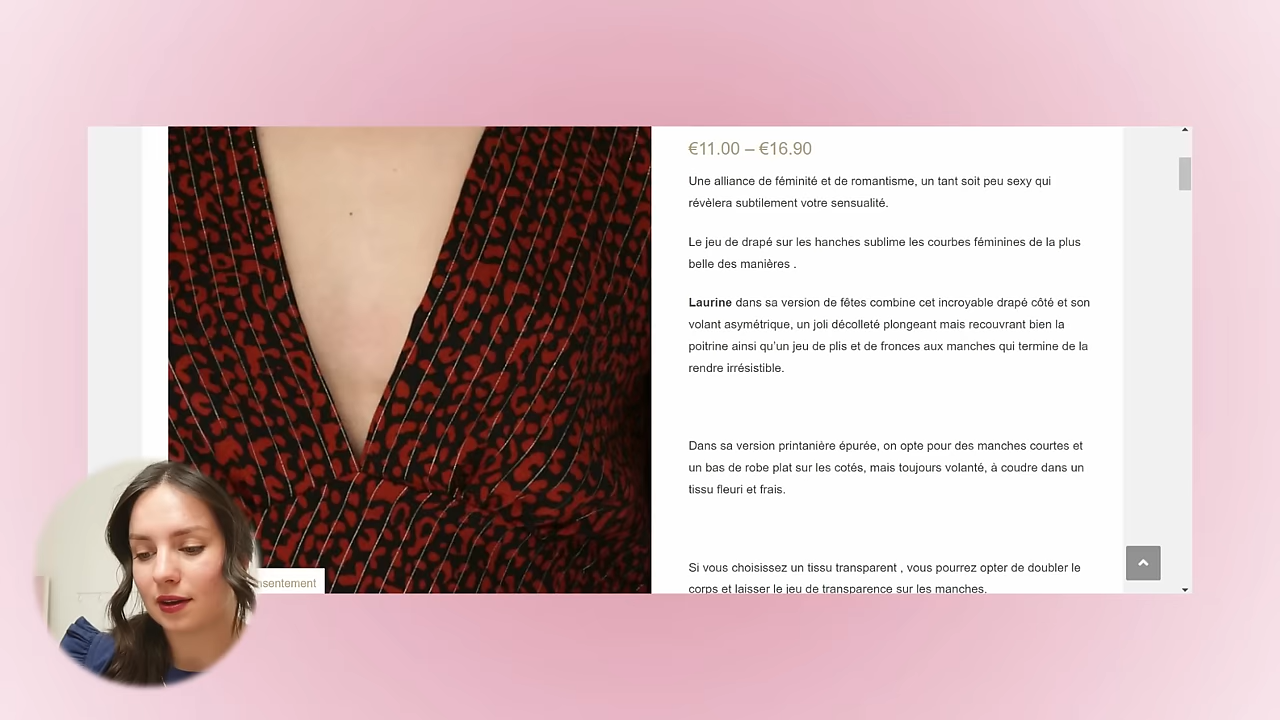 €11.00 – €16.90
Une alliance de féminité et de romantisme, un tant soit peu sexy qui
révèlera subtilement votre sensualité.
Le jeu de drapé sur les hanches sublime les courbes féminines de la plus
belle des manières .
Laurine dans sa version de fêtes combine cet incroyable drapé côté et son
volant asymétrique, un joli décolleté plongeant mais recouvrant bien la
poitrine ainsi qu'un jeu de plis et de fronces aux manches qui termine de la
rendre irrésistible.
Dans sa version printanière épurée, on opte pour des manches courtes et
un bas de robe plat sur les cotés, mais toujours volanté, à coudre dans un
tissu fleuri et frais.
Si vous choisissez un tissu transparent , vous pourrez opter de doubler le
corps et laisser le jeu de transparence sur les manches.